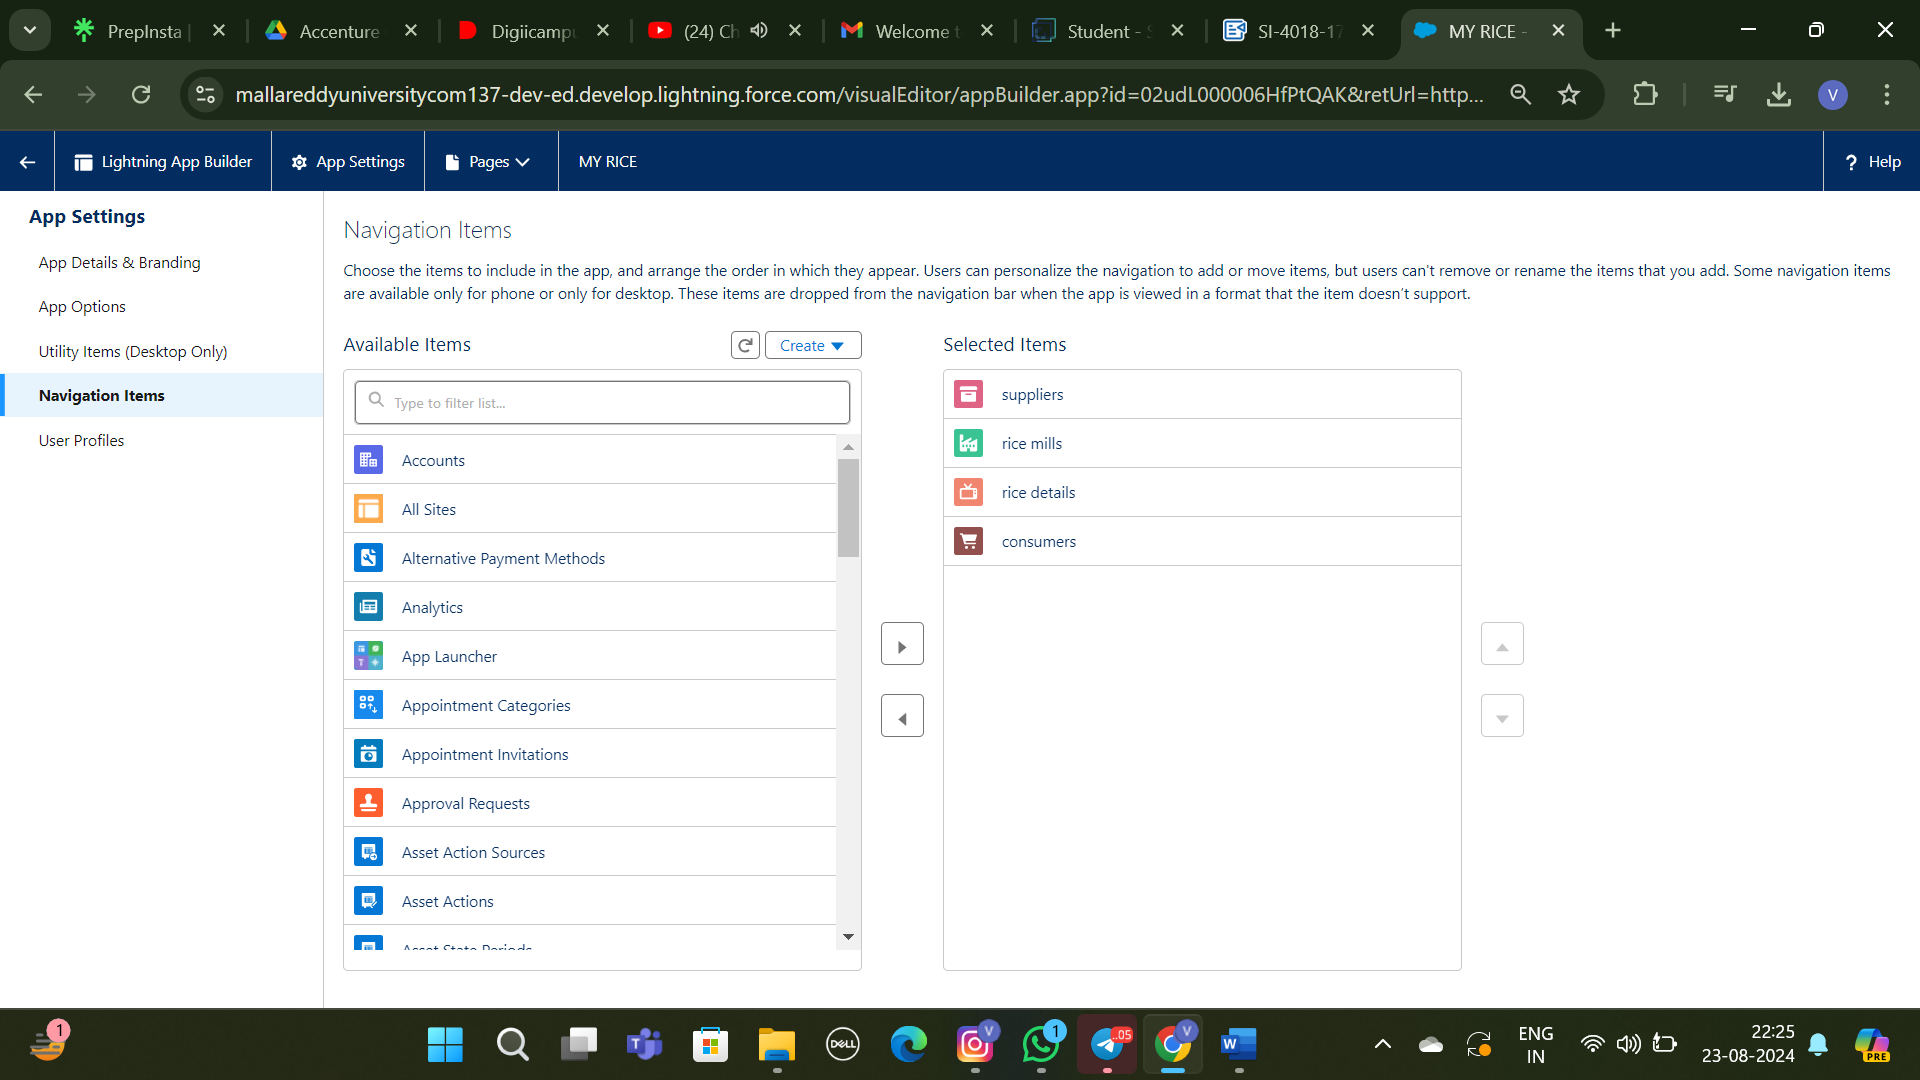 PrepInsta |
Accenture
Digiicampu
(24) Ch
Welcome t
Student - S
SI-4018-17
MY RICE -
mallareddyuniversitycom137-dev-ed.develop.lightning.force.com/visualEditor/appBuilder.app?id=02udL000006HfPtQAK&retUrl=http...
V
Lightning App Builder
App Settings
Pages
MY RICE
? Help
App Settings
App Details & Branding
App Options
Utility Items (Desktop Only)
Navigation Items
User Profiles
Navigation Items
Choose the items to include in the app, and arrange the order in which they appear. Users can personalize the navigation to add or move items, but users can't remove or rename the items that you add. Some navigation items
are available only for phone or only for desktop. These items are dropped from the navigation bar when the app is viewed in a format that the item doesn't support.
Available Items
Create
Type to filter list...
Accounts
All Sites
Alternative Payment Methods
Analytics
App Launcher
Appointment Categories
Appointment Invitations
Approval Requests
Asset Action Sources
Asset Actions
Asset State Periods
Selected Items
suppliers
rice mills
rice details
consumers
1
T
DELL
V
1
..05
V
W
ENG
IN
22:25
23-08-2024
PRE